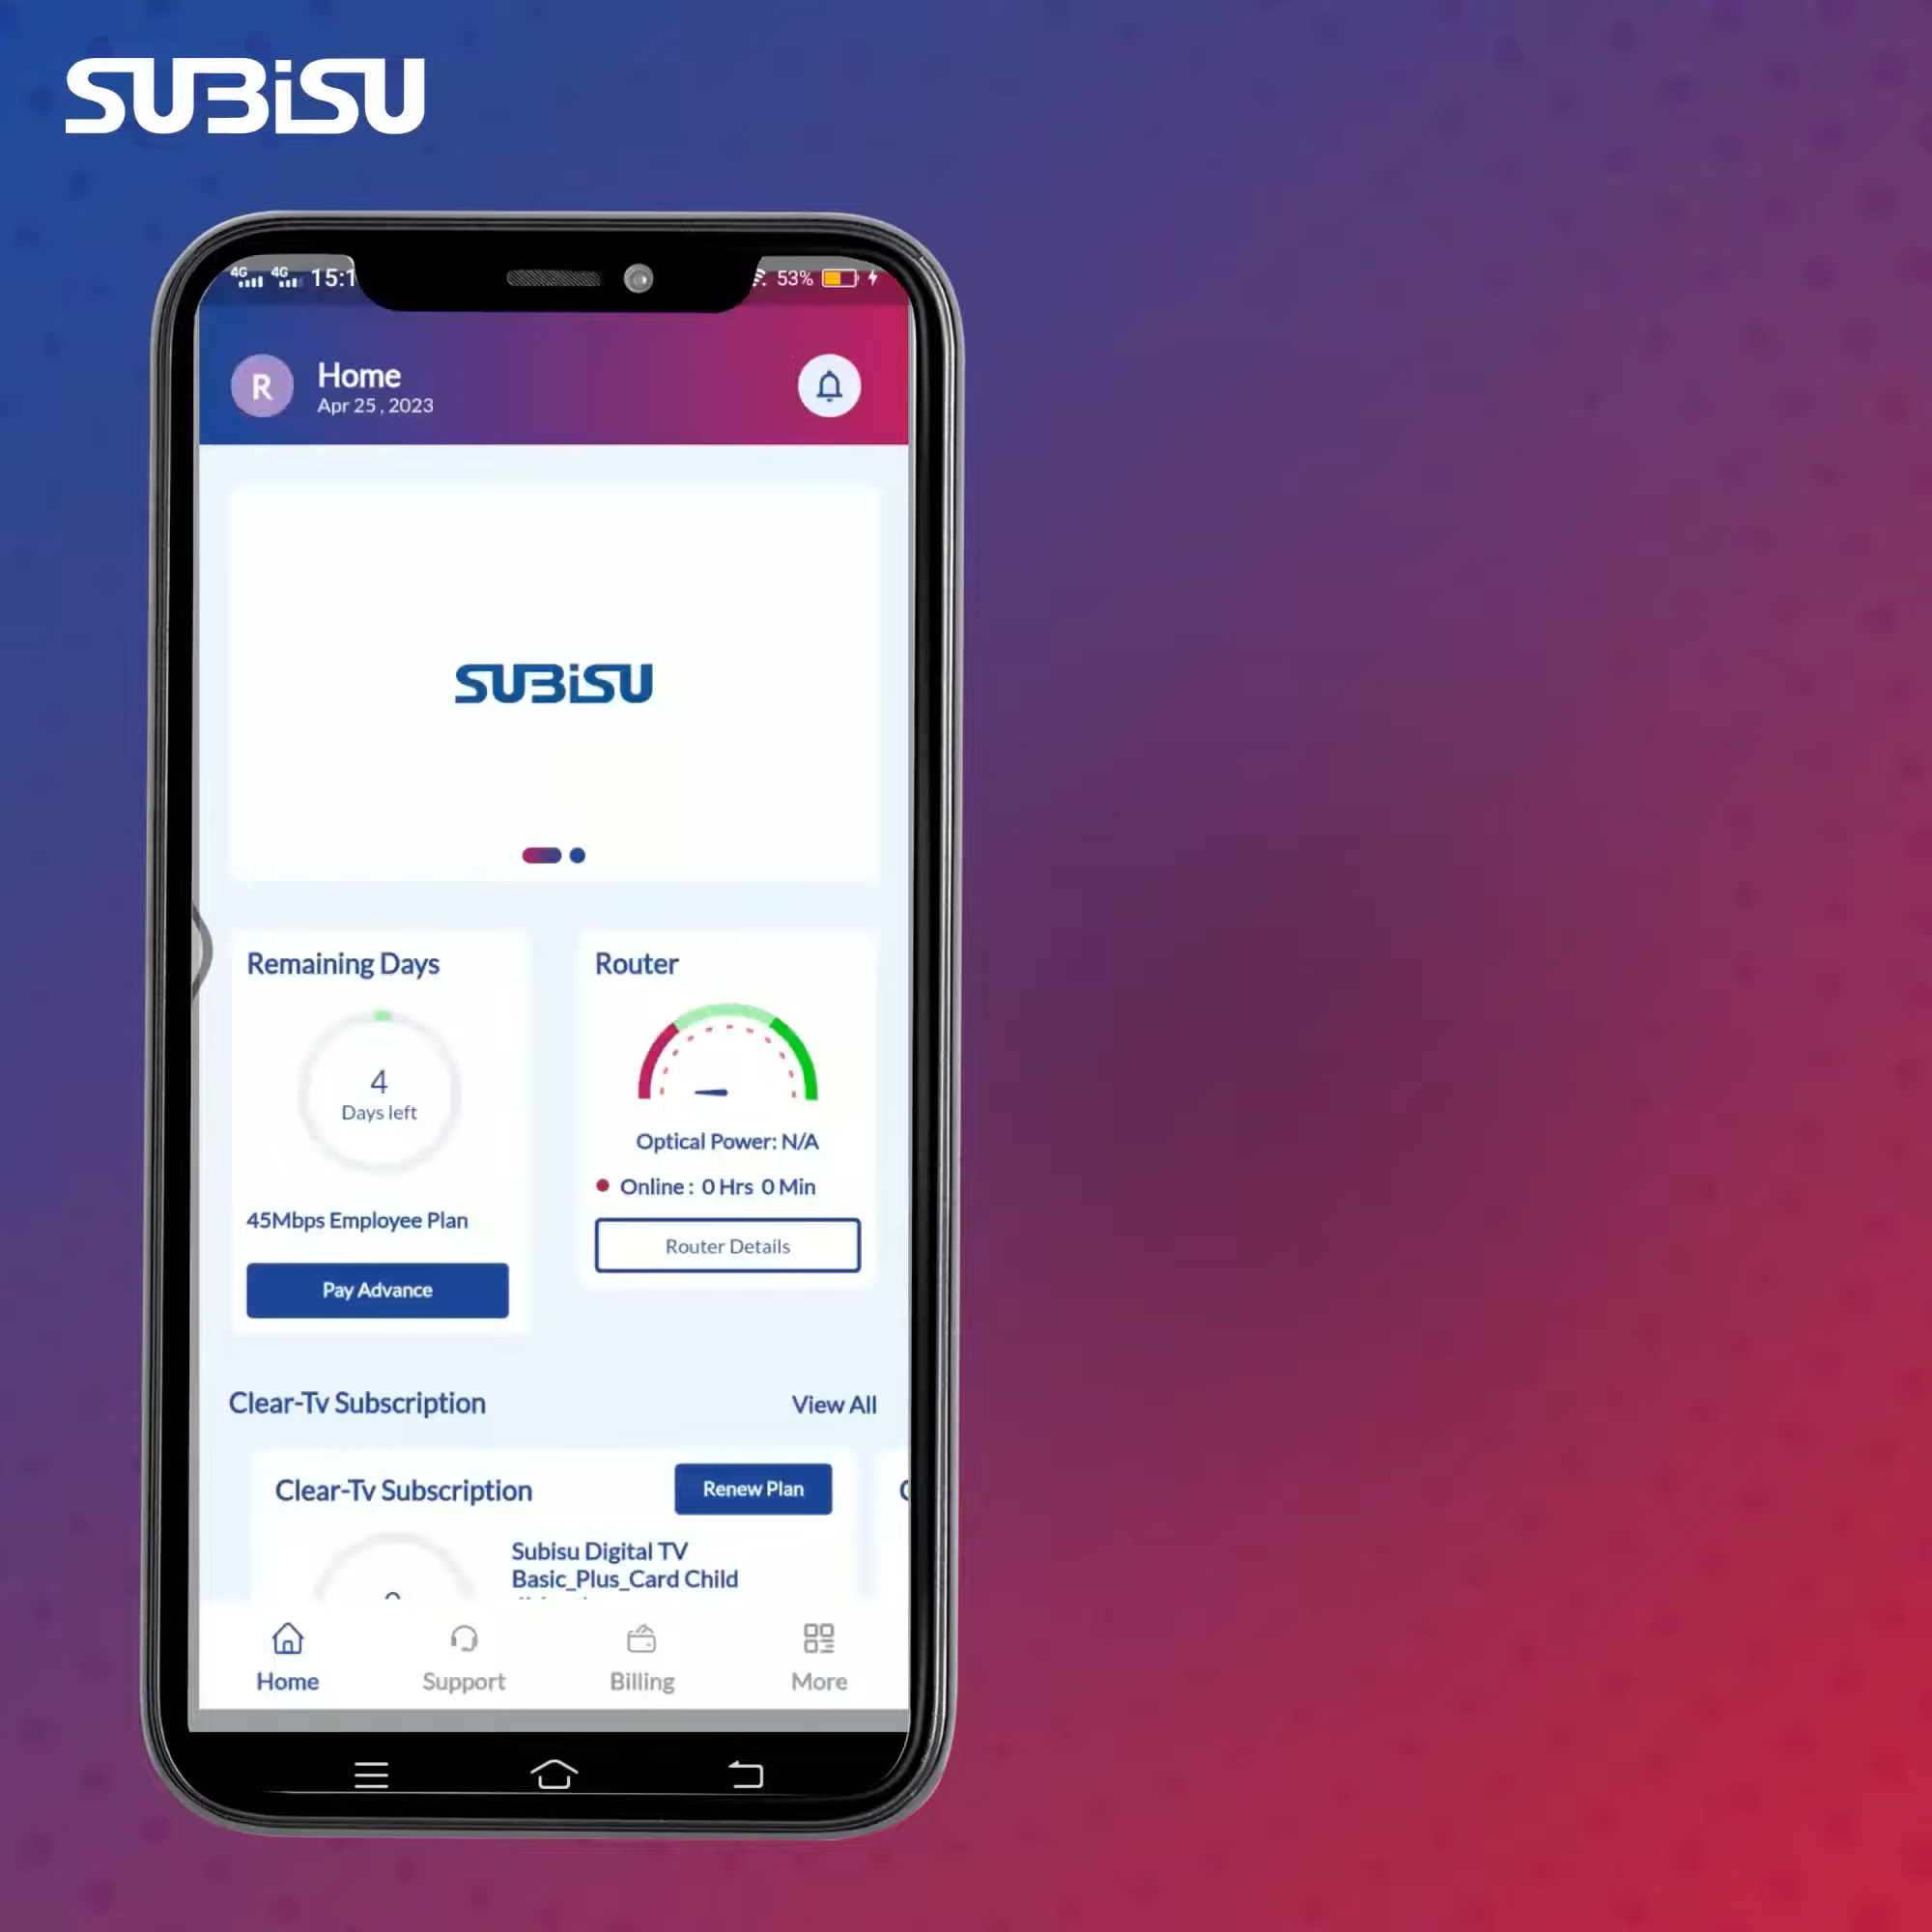 SUBiSU
4G 4G 15:1
53%
R
Home
Apr 25, 2023
SUBiSU
Remaining Days
4
Days left
45Mbps Employee Plan
Pay Advance
Router
Optical Power: N/A
Online: 0 Hrs 0 Min
Router Details
Clear-Tv Subscription
View All
Clear-Tv Subscription
Renew Plan
Subisu Digital TV
Basic_Plus_Card Child
Home
Support
Billing
More